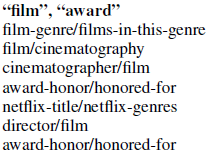 “film”, “award”
film-genre/films-in-this-genre
film/cinematography
cinematographer/film
award-honor/honored-for
netflix-title/netflix-genres
director/film
award-honor/honored-for